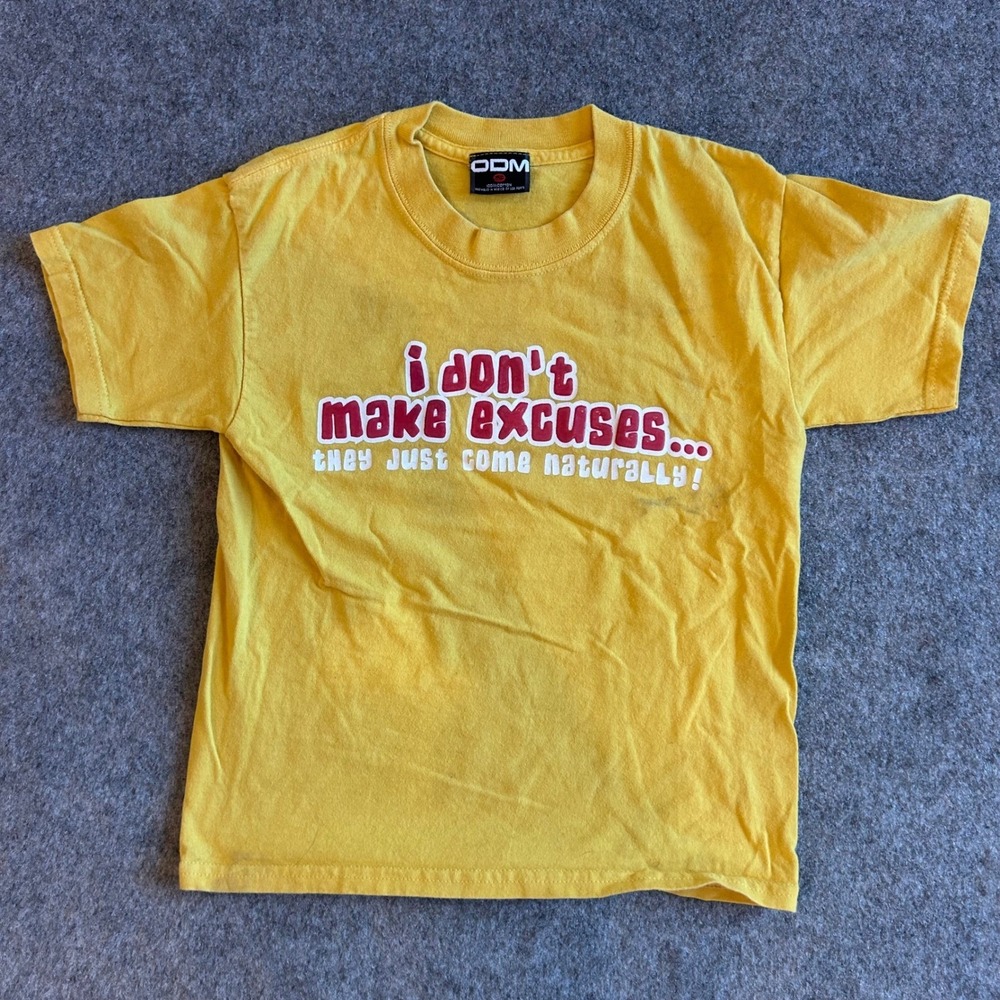 ODM
i don't
make excuses...
they just come naturally!